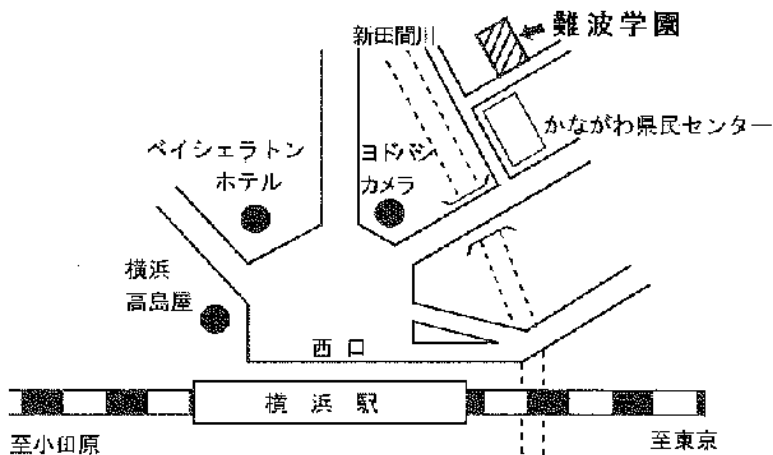 新田間川
難波学園
かながわ県民センター
ベイシェラトン
ホテル
ヨドバシ
カメラ
横浜
高島屋
西口
横浜駅
至小田原
至東京